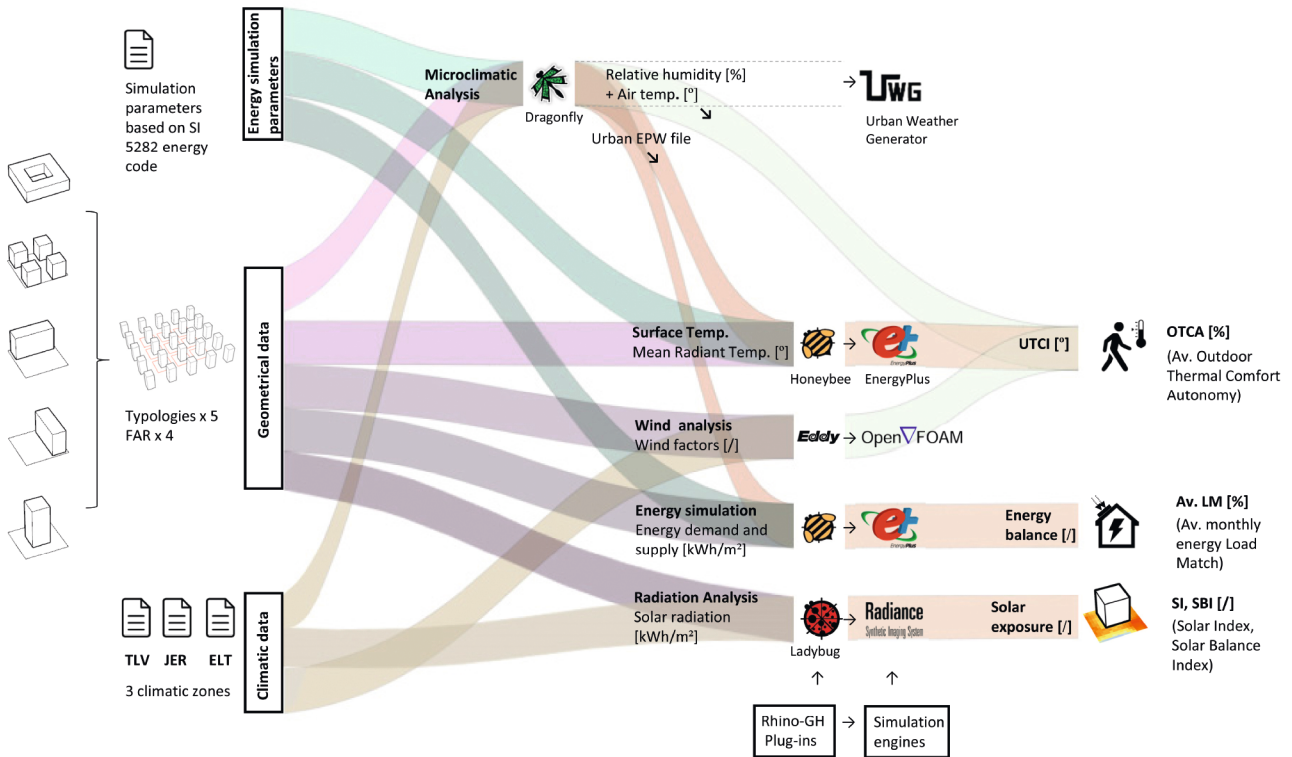 Simulation
parameters
based on SI
5282 energy
code
Energy simulation
parameters
Microclimatic
Analysis
Dragonfly
Relative humidity [%]
+ Air temp. [º]
Urban EPW file
UWG
Urban Weather
Generator
Typologies x 5
FAR x 4
Geometrical data
Surface Temp.
Mean Radiant Temp. [º]
Honeybee
EnergyPlus
EnergyPlus
UTCI [º]
OTCA [%]
(Av. Outdoor
Thermal Comfort
Autonomy)
Wind analysis
Wind factors [/]
Eddy
Open▽FOAM
Energy simulation
Energy demand and
supply [kWh/m²]
EnergyPlus
Energy
balance [/]
Av. LM [%]
(Av. monthly
energy Load
Match)
TLV JER ELT
3 climatic zones
Climatic data
Radiation Analysis
Solar radiation
[kWh/m²]
Ladybug
Radiance
Synthetic Imaging System
Solar
exposure [/]
SI, SBI [/]
(Solar Index,
Solar Balance
Index)
Rhino-GH
Plug-ins
Simulation
engines